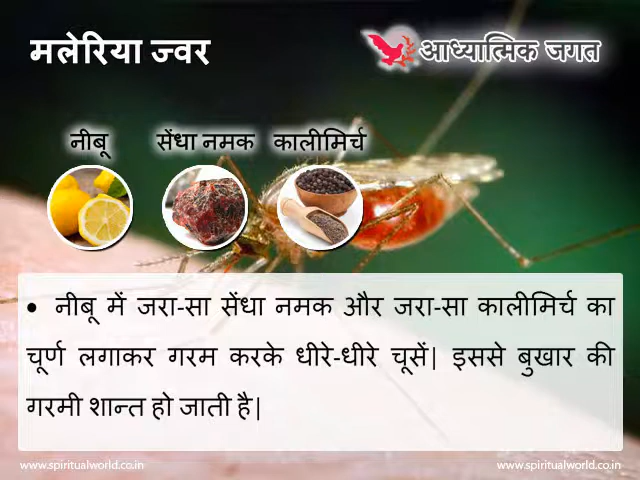 मलेरिया ज्वर
आध्यात्मिक जगत
नीबू
सेंधा नमक
कालीमिर्च
• नीबू में जरा-सा सेंधा नमक और जरा-सा कालीमिर्च का
चूर्ण लगाकर गरम करके धीरे-धीरे चूसें| इससे बुखार की
गरमी शान्त हो जाती है|
www.spiritualworld.co.in
www.spiritualworld.co.in